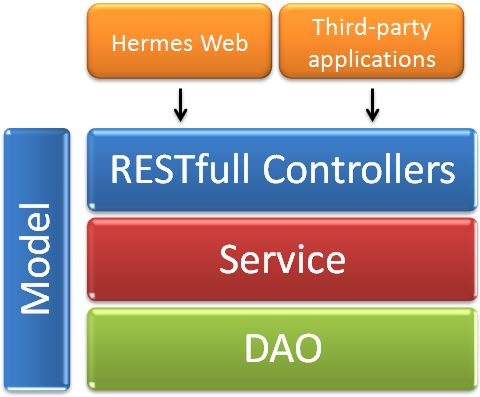 Hermes Web
Third-party
applications
Model
RESTfull Controllers
Service
DAO